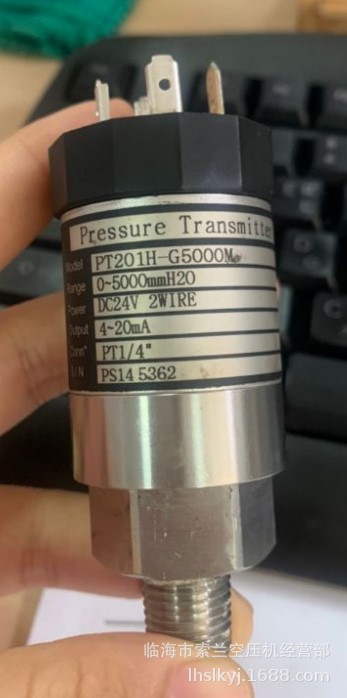 Pressure Transmitter
Model PT201H-G5000M
Range 0~5000mmH2O
Power DC24V 2WIRE
Output 4~20mA
Conn" PT1/4"
S/N PS14 5362
临海市索兰空压机经营部
lhslkyj.1688.com